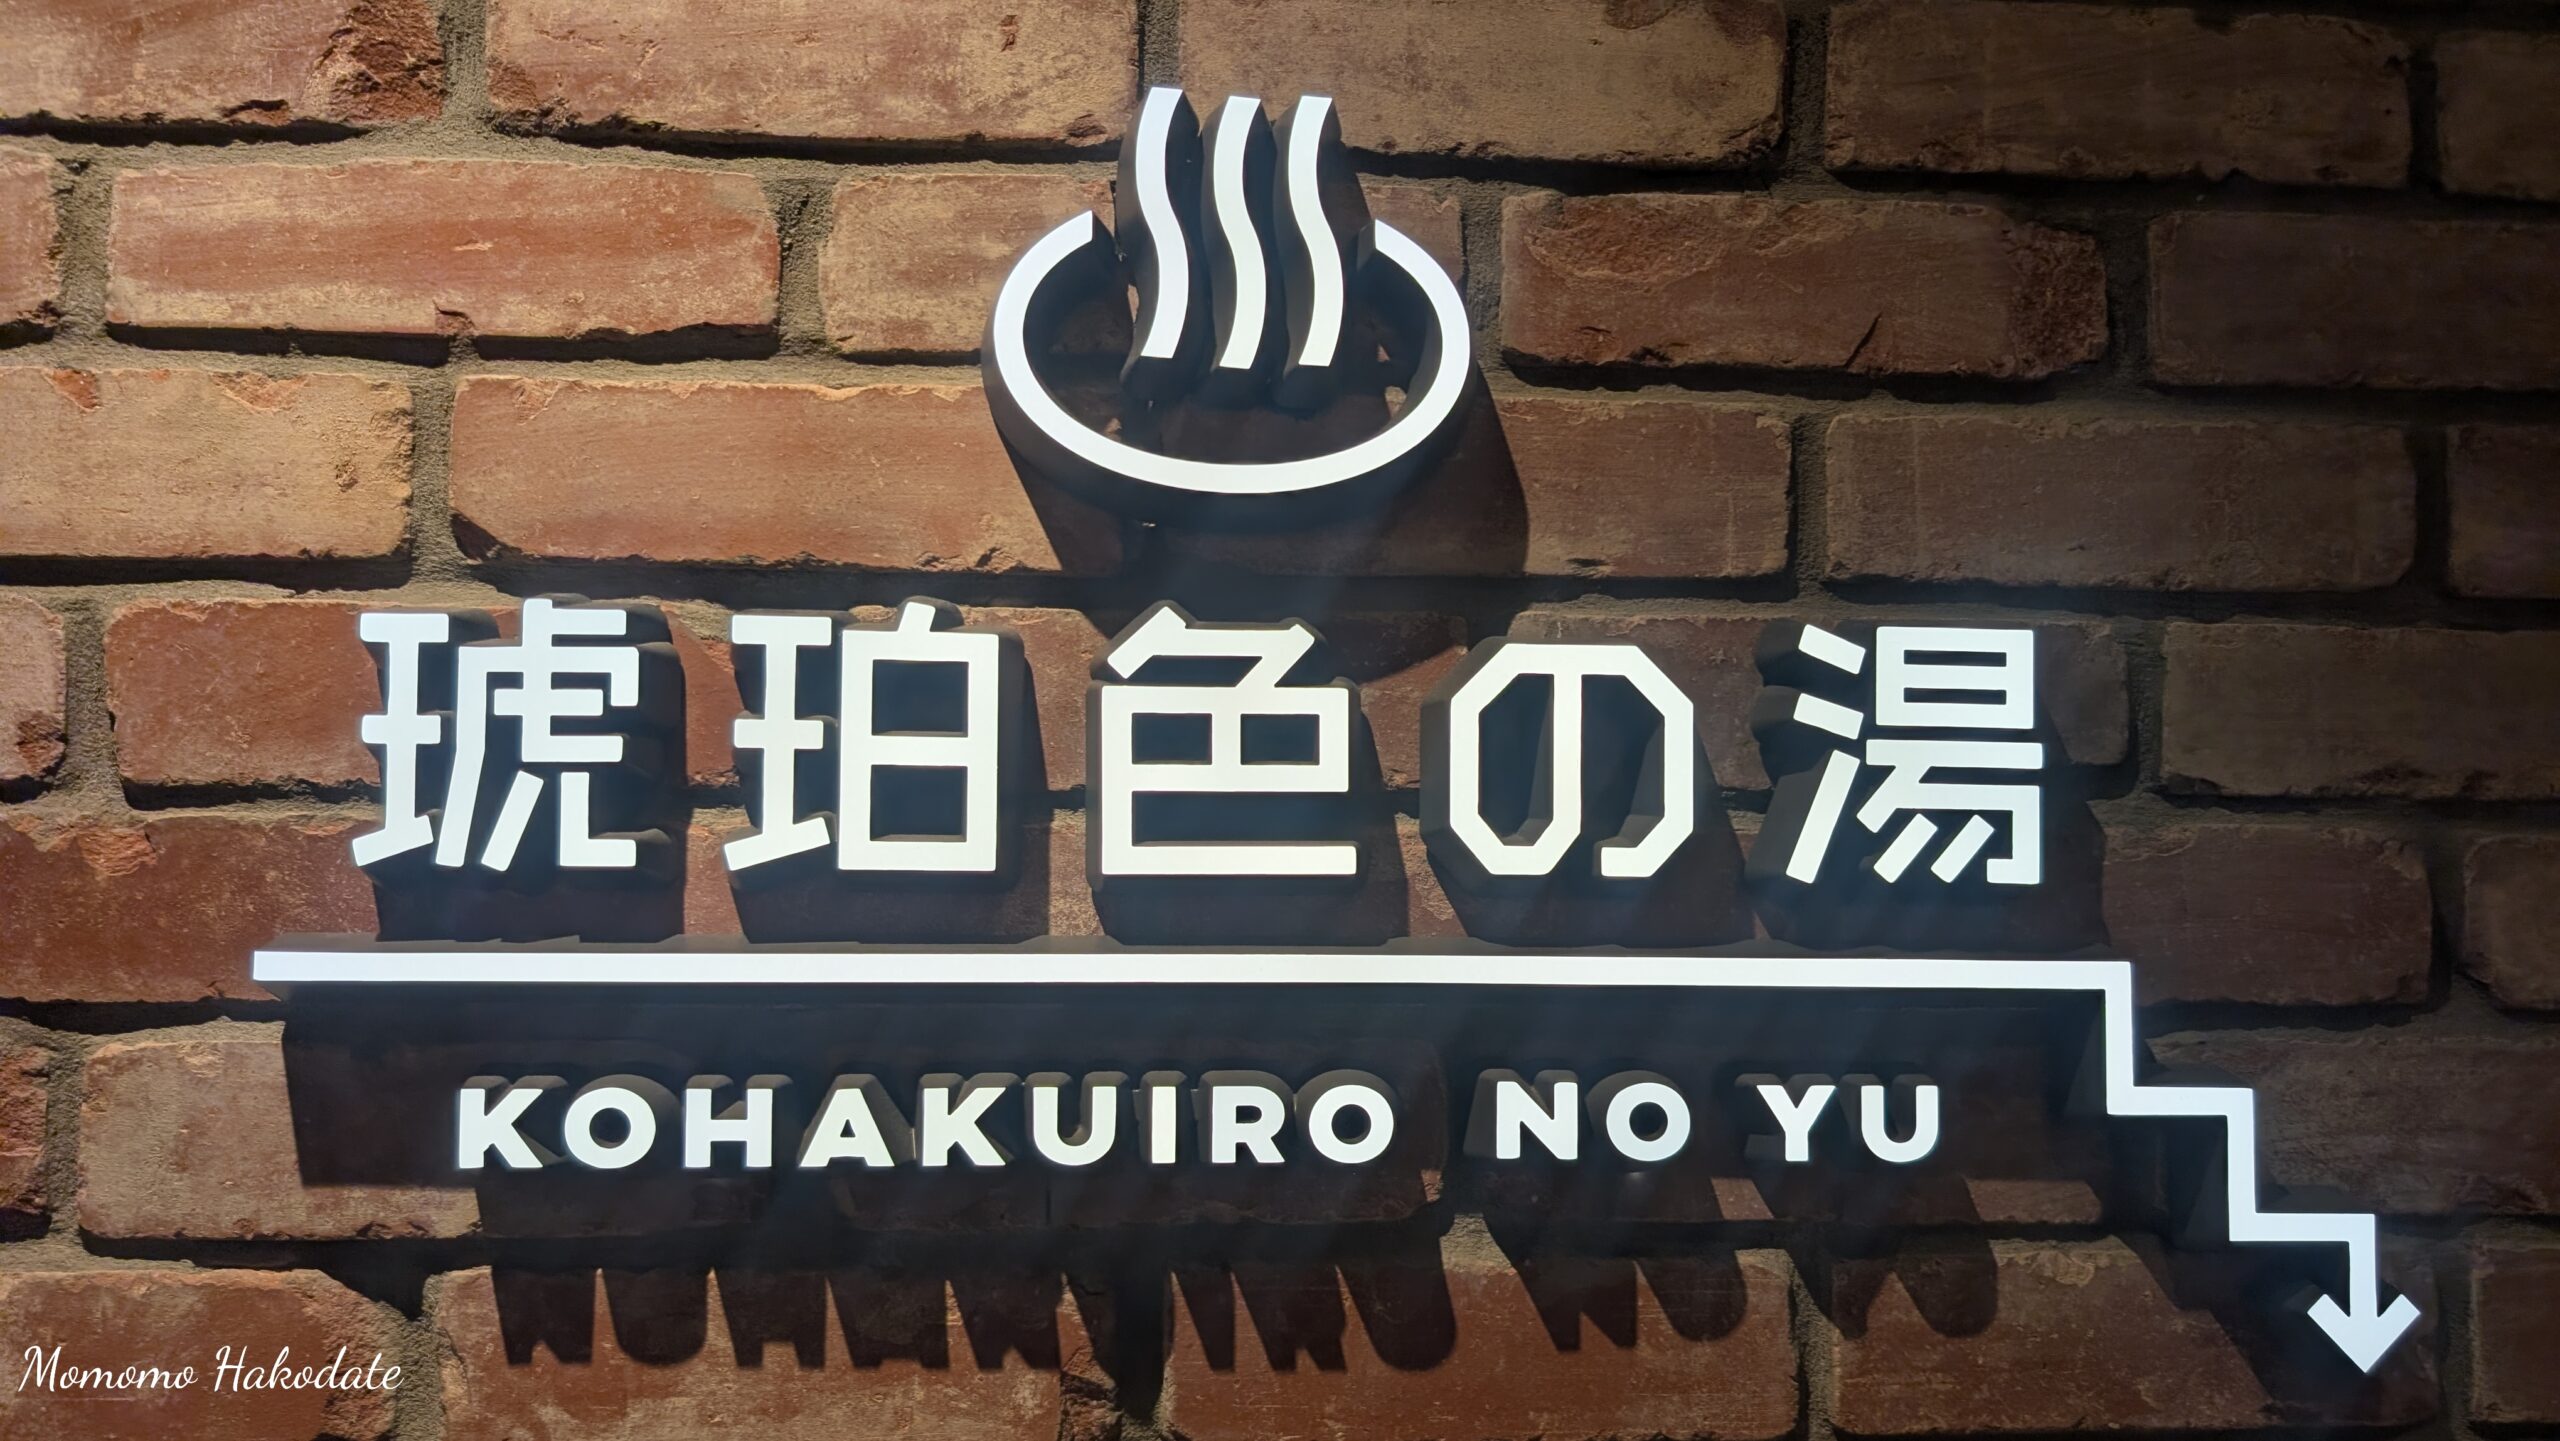 琥珀色の湯
KOHAKUIRO NO YU
Momomo Hakodate